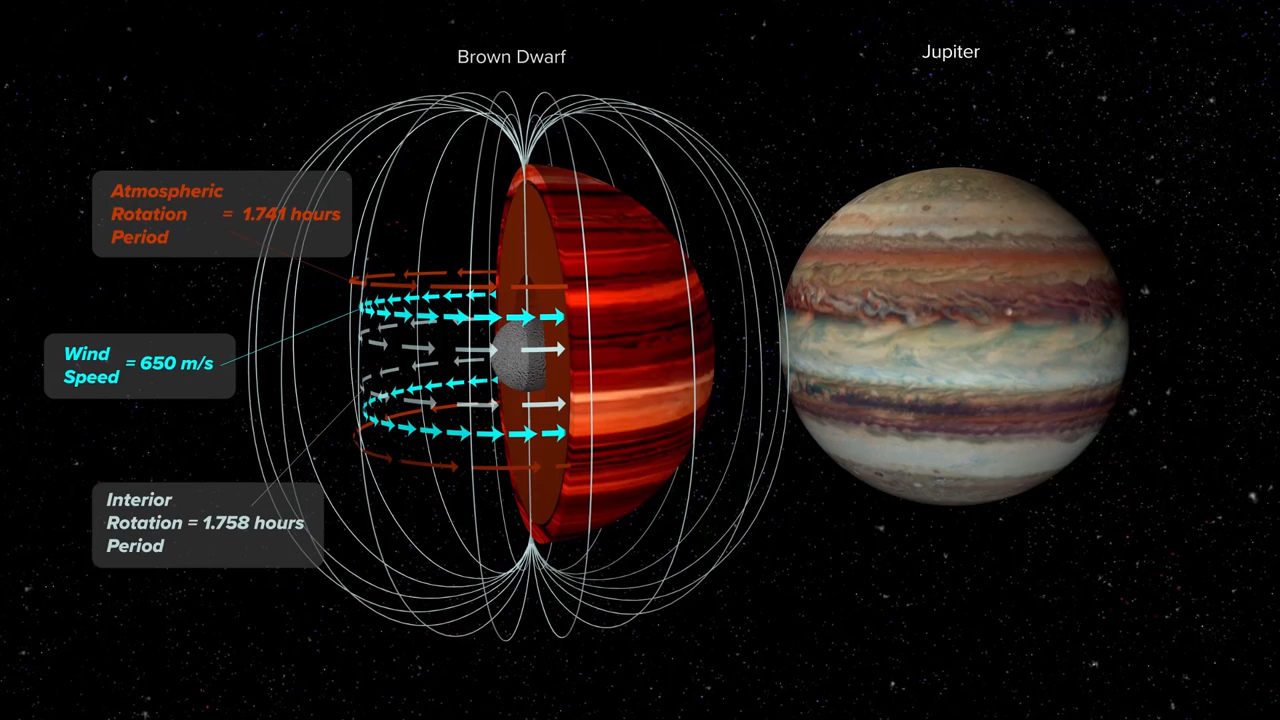 Brown Dwarf
Jupiter
Atmospheric
Rotation = 1.741 hours
Period
Wind
Speed = 650 m/s
Interior
Rotation = 1.758 hours
Period